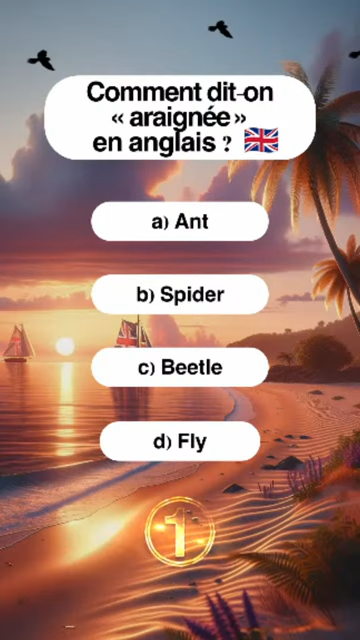 Comment dit-on
« araignée »
en anglais ?
a) Ant
b) Spider
c) Beetle
d) Fly
1